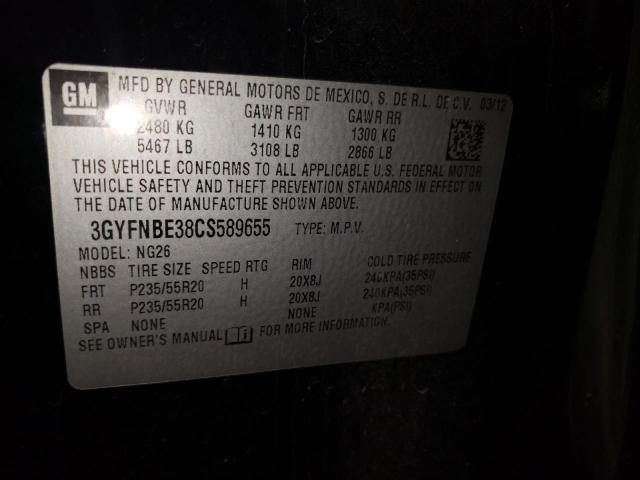 GM
MFD BY GENERAL MOTORS DE MEXICO, S. DE R.L. DE C.V. 03/12
GVWR GAWR FRT GAWR RR
2480 KG 1410 KG 1300 KG
5467 LB 3108 LB 2866 LB
THIS VEHICLE CONFORMS TO ALL APPLICABLE U.S. FEDERAL MOTOR
VEHICLE SAFETY AND THEFT PREVENTION STANDARDS IN EFFECT ON
THE DATE OF MANUFACTURE SHOWN ABOVE.
3GYFNBE38CS589655 TYPE: M.P.V.
MODEL: NG26
NBBS TIRE SIZE SPEED RTG RIM COLD TIRE PRESSURE
FRT P235/55R20 H 20X8J 240KPA(35PSI)
RR P235/55R20 H 20X8J 240KPA(35PSI)
SPA NONE NONE KPA(PSI)
SEE OWNER'S MANUAL i FOR MORE INFORMATION.